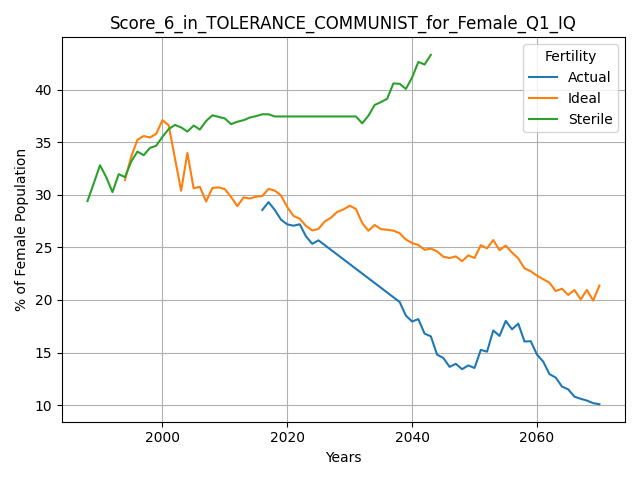 Score_6_in_TOLERANCE_COMMUNIST_for_Female_Q1_IQ
% of Female Population
40
35
30
25
20
15
10
Fertility
Actual
Ideal
Sterile
2000
2020
2040
2060
Years